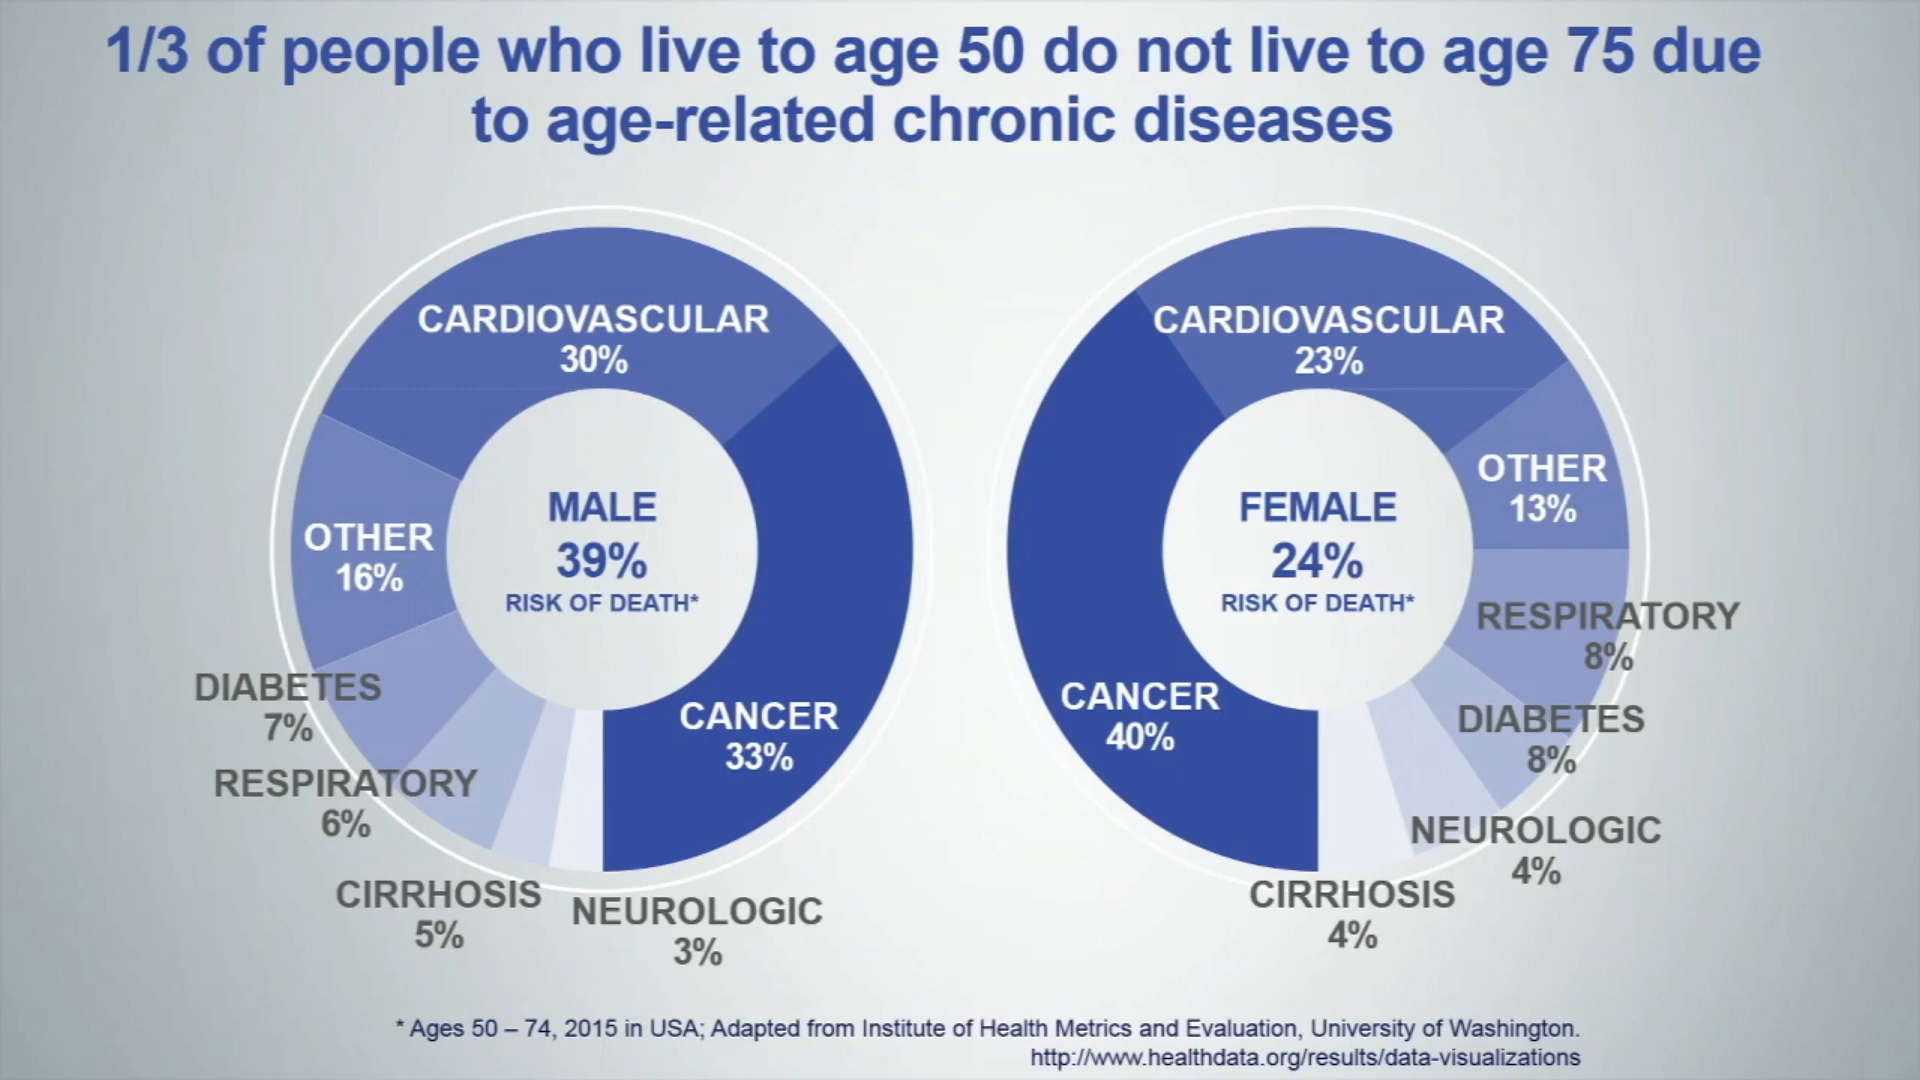 1/3 of people who live to age 50 do not live to age 75 due
to age-related chronic diseases
CARDIOVASCULAR
30%
OTHER
16%
DIABETES
7%
RESPIRATORY
6%
CIRRHOSIS
5%
NEUROLOGIC
3%
CANCER
33%
MALE
39%
RISK OF DEATH*
CARDIOVASCULAR
23%
OTHER
13%
RESPIRATORY
8%
DIABETES
8%
NEUROLOGIC
4%
CIRRHOSIS
4%
CANCER
40%
FEMALE
24%
RISK OF DEATH*
* Ages 50 – 74, 2015 in USA; Adapted from Institute of Health Metrics and Evaluation, University of Washington.
http://www.healthdata.org/results/data-visualizations